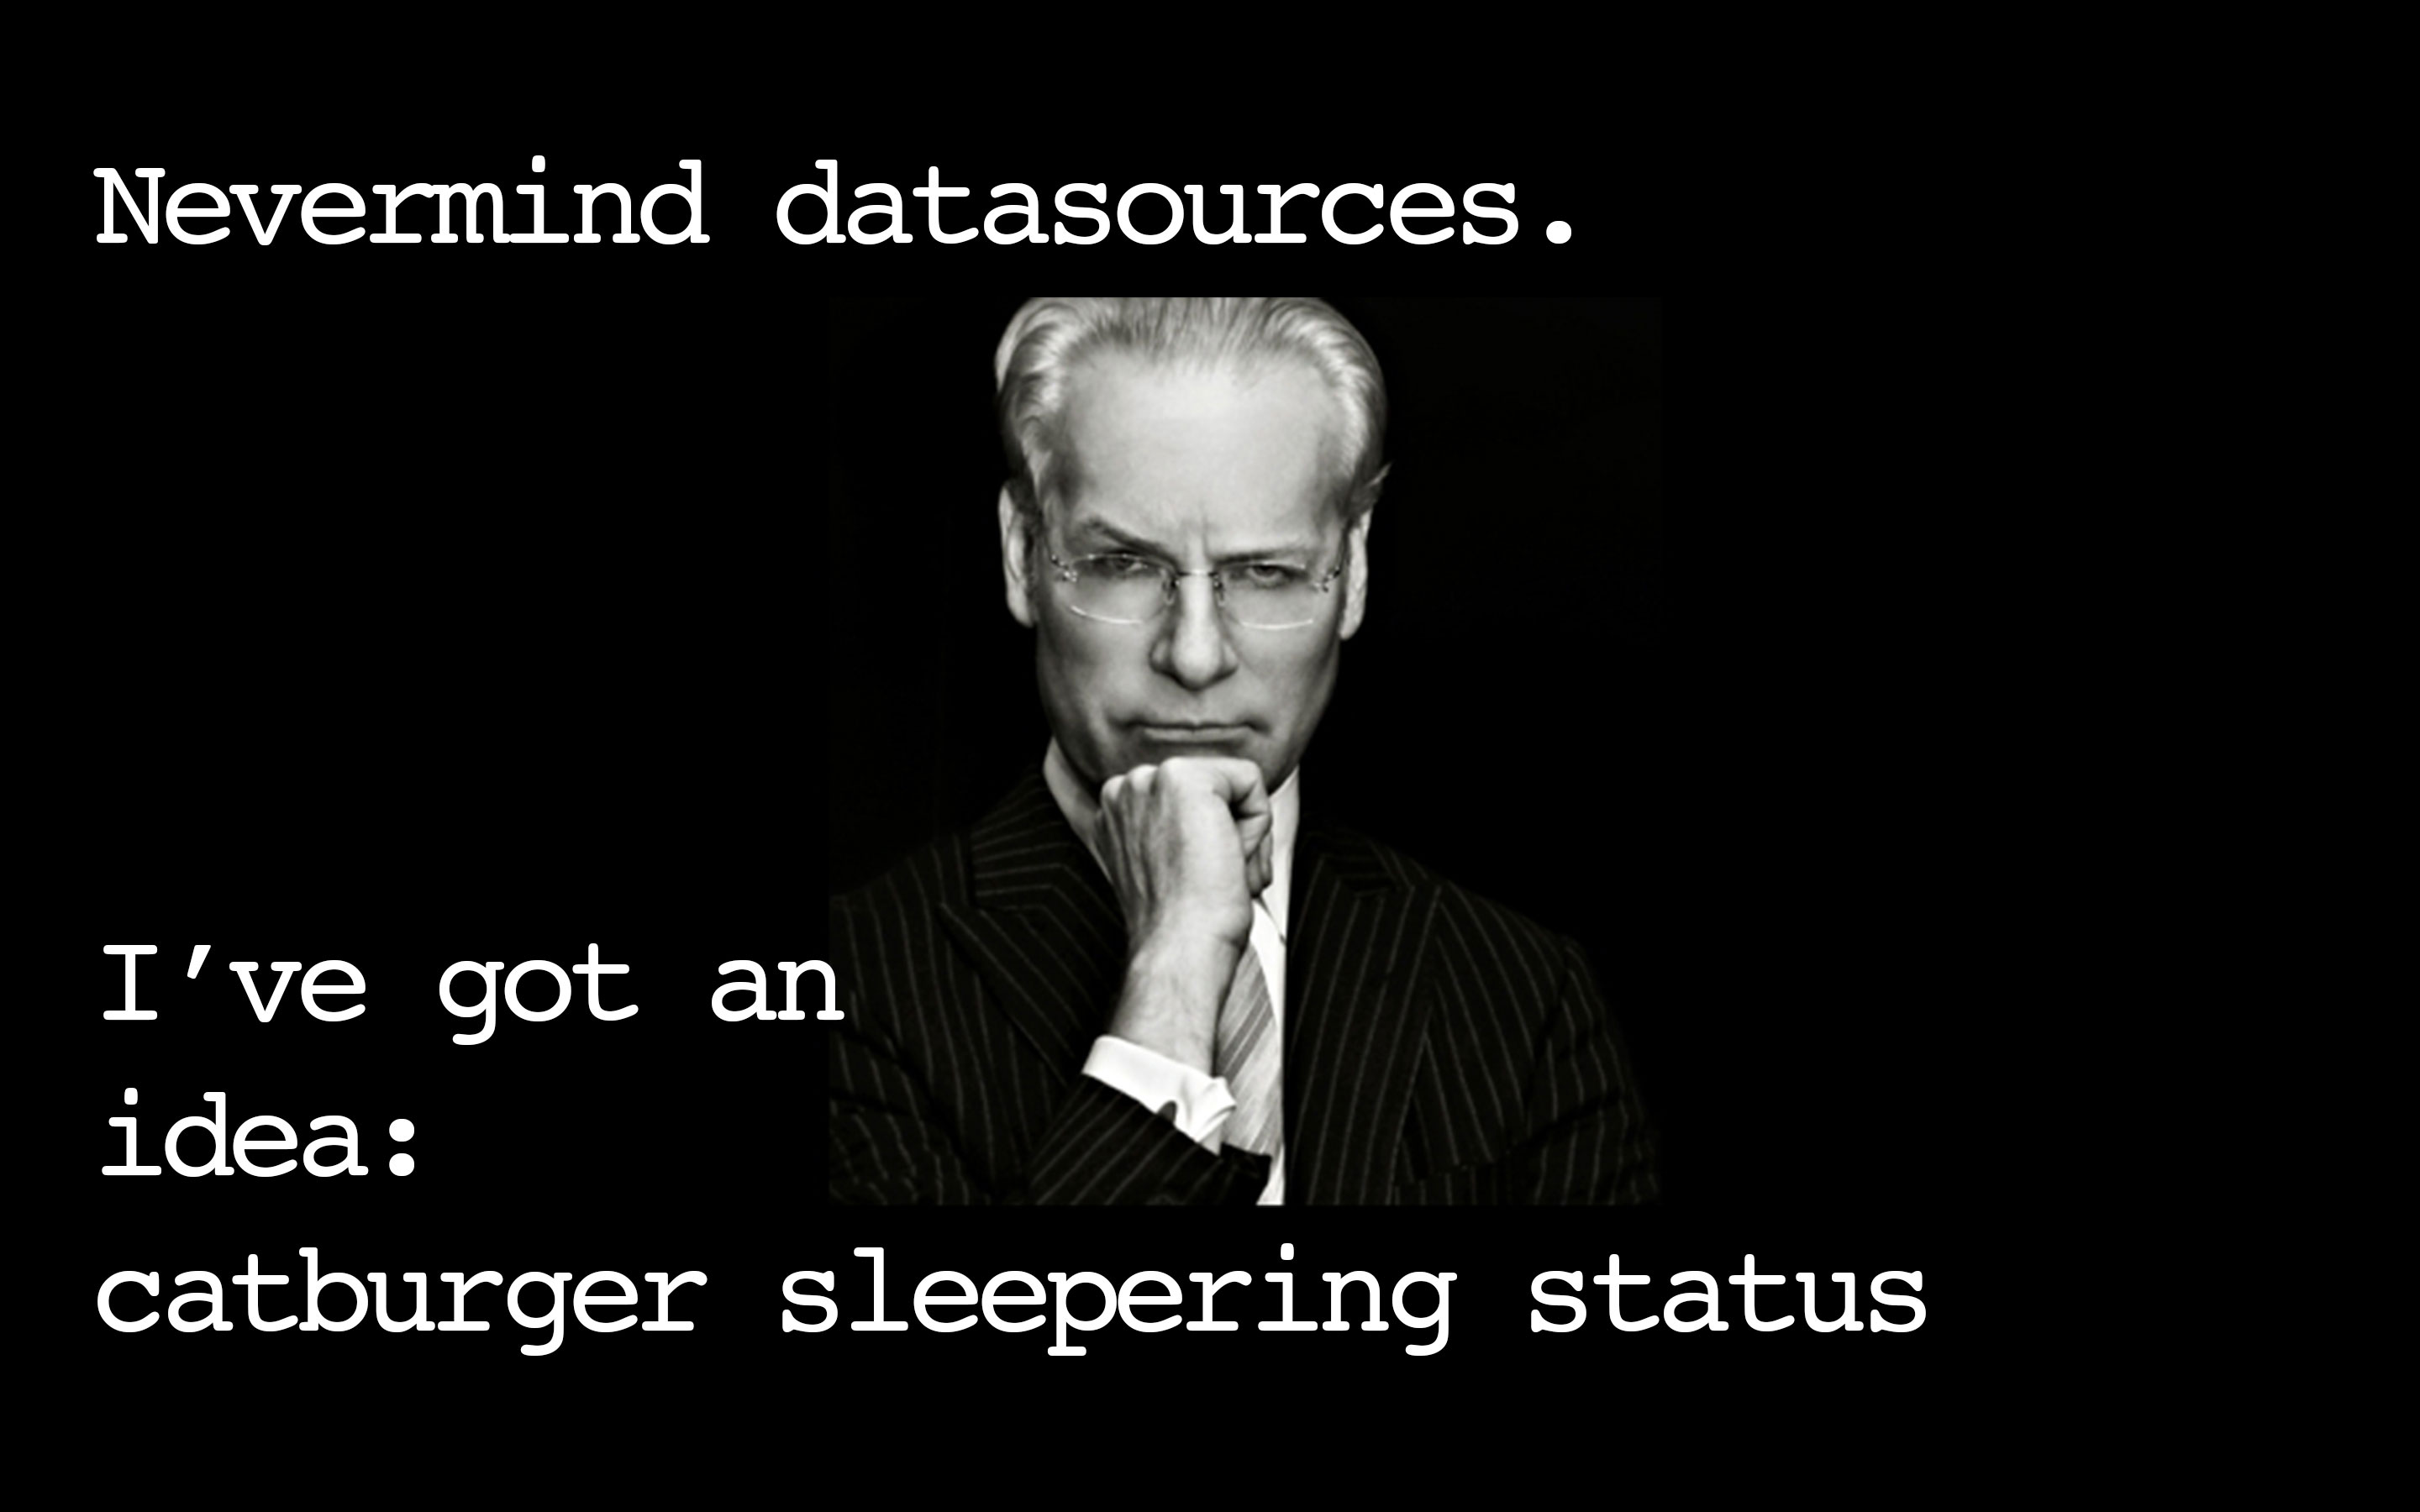 Nevermind datasources.
I’ve got an
idea:
catburger sleepering status